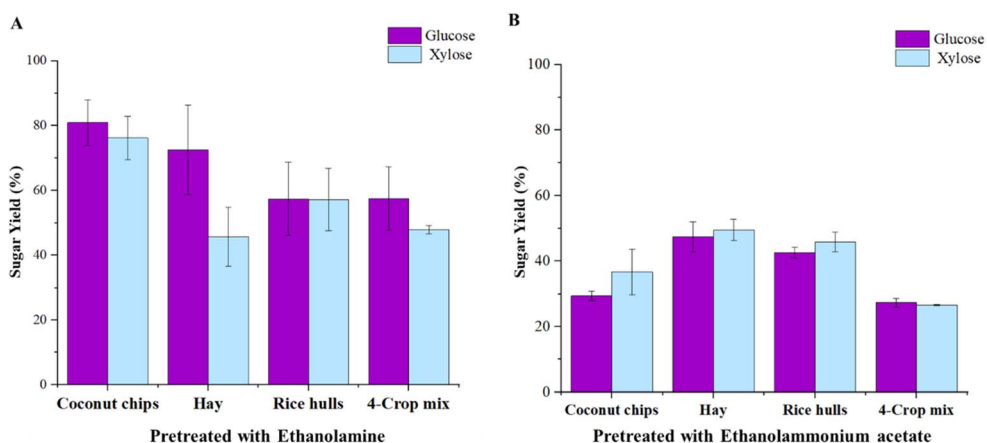 A
Glucose
Xylose
Sugar Yield (%)
100
80
60
40
20
0
Coconut chips Hay Rice hulls 4-Crop mix
Pretreated with Ethanolamine
B
Glucose
Xylose
Sugar Yield (%)
100
80
60
40
20
0
Coconut chips Hay Rice hulls 4-Crop mix
Pretreated with Ethanolammonium acetate